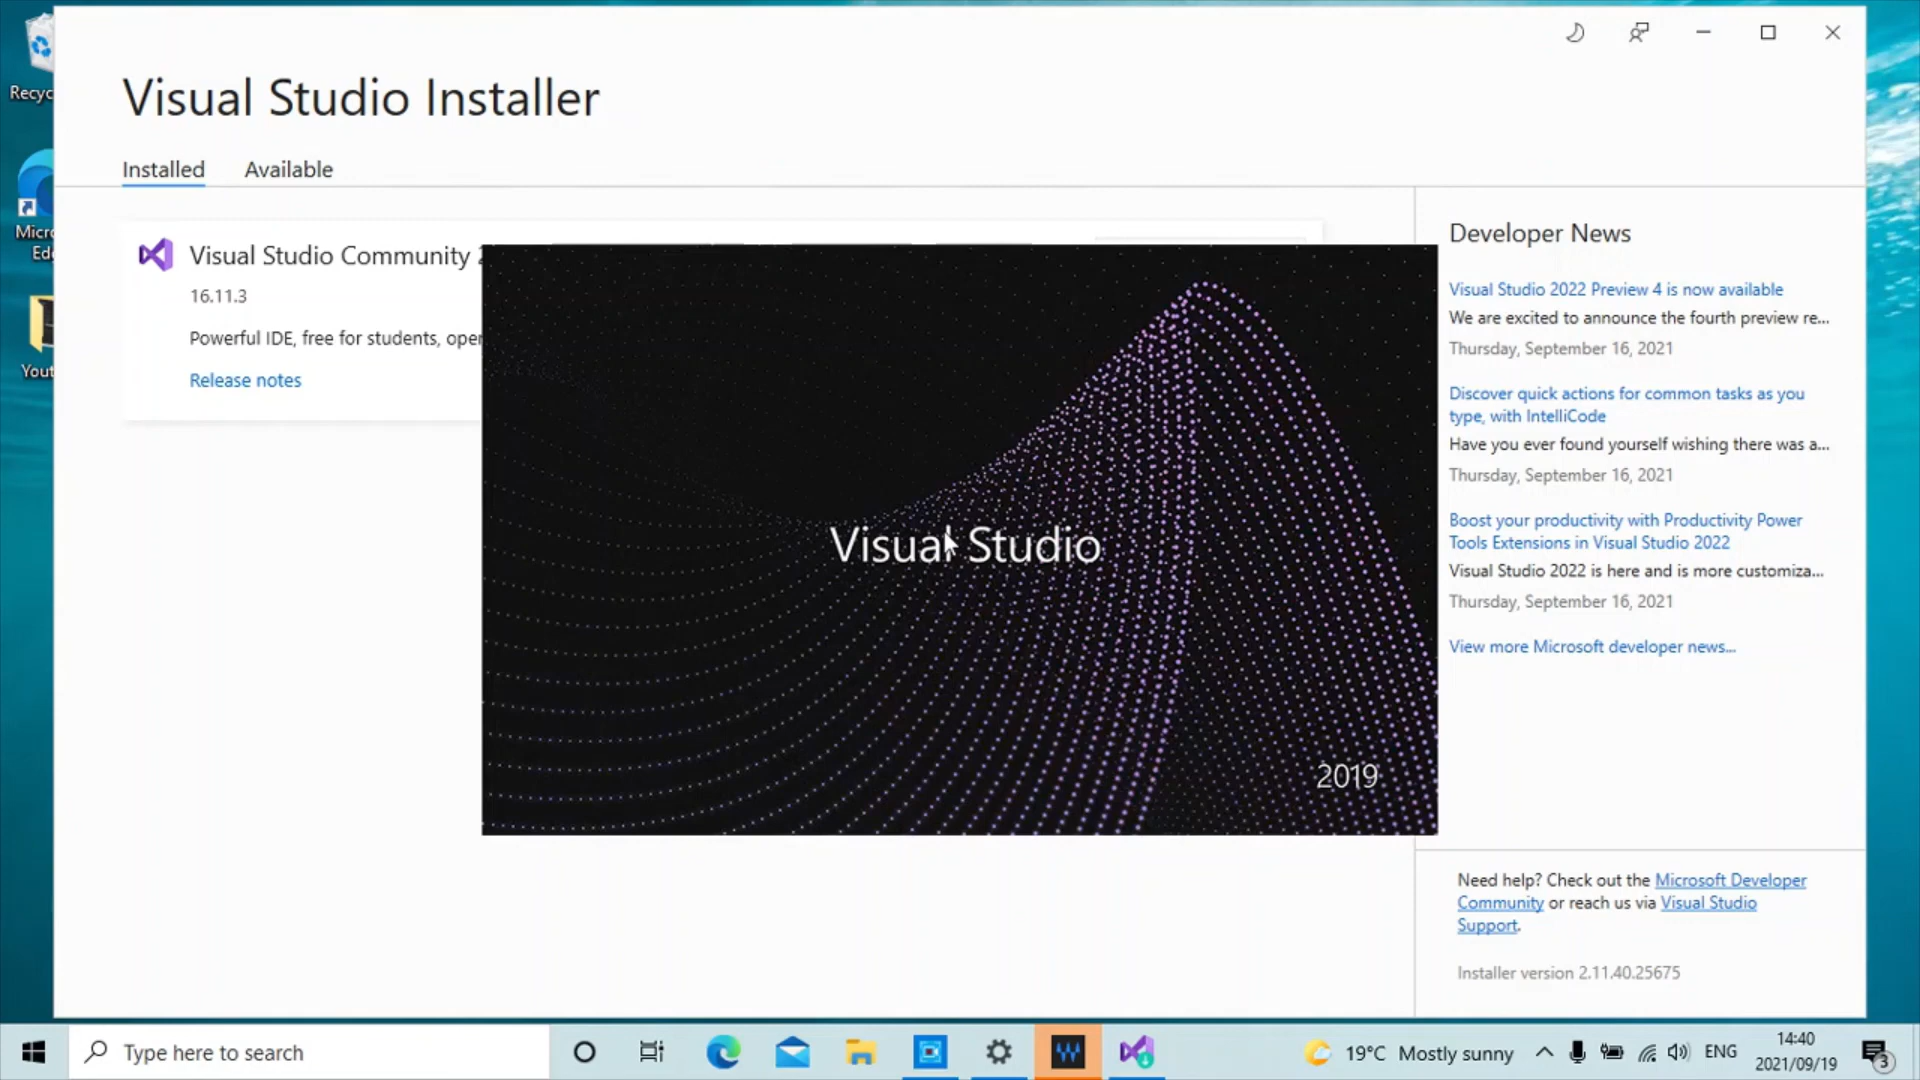 Recyc
Micro
Ed
Yout
Visual Studio Installer
Installed
Available
Visual Studio Community
16.11.3
Powerful IDE, free for students, oper
Release notes
Visual Studio
2019
Developer News
Visual Studio 2022 Preview 4 is now available
We are excited to announce the fourth preview re...
Thursday, September 16, 2021
Discover quick actions for common tasks as you
type, with IntelliCode
Have you ever found yourself wishing there was a...
Thursday, September 16, 2021
Boost your productivity with Productivity Power
Tools Extensions in Visual Studio 2022
Visual Studio 2022 is here and is more customiza...
Thursday, September 16, 2021
View more Microsoft developer news...
Need help? Check out the Microsoft Developer
Community or reach us via Visual Studio
Support.
Installer version 2.11.40.25675
Type here to search
19°C Mostly sunny
ENG
14:40
2021/09/19
3